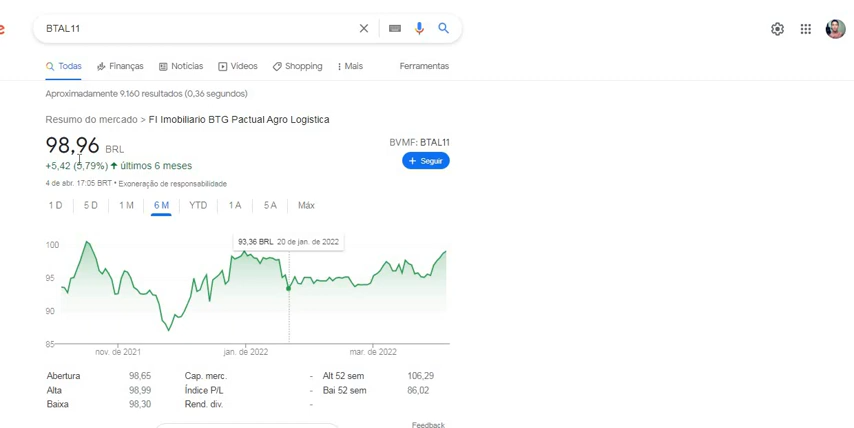 BTAL11
Todas Finanças Notícias Vídeos Shopping Mais Ferramentas
Aproximadamente 9.160 resultados (0,36 segundos)
Resumo do mercado > FI Imobiliario BTG Pactual Agro Logistica
98,96 BRL
BVMF: BTAL11
+5,42 (5,79%) ↑ últimos 6 meses
+ Seguir
4 de abr. 17:05 BRT • Exoneração de responsabilidade
1 D 5 D 1 M 6 M YTD 1 A 5 A Máx
93,36 BRL 20 de jan. de 2022
100
95
90
85
nov. de 2021 jan. de 2022 mar. de 2022
Abertura 98,65 Cap. merc. - Alt 52 sem 106,29
Alta 98,99 Índice P/L - Bai 52 sem 86,02
Baixa 98,30 Rend. div. -
Feedback